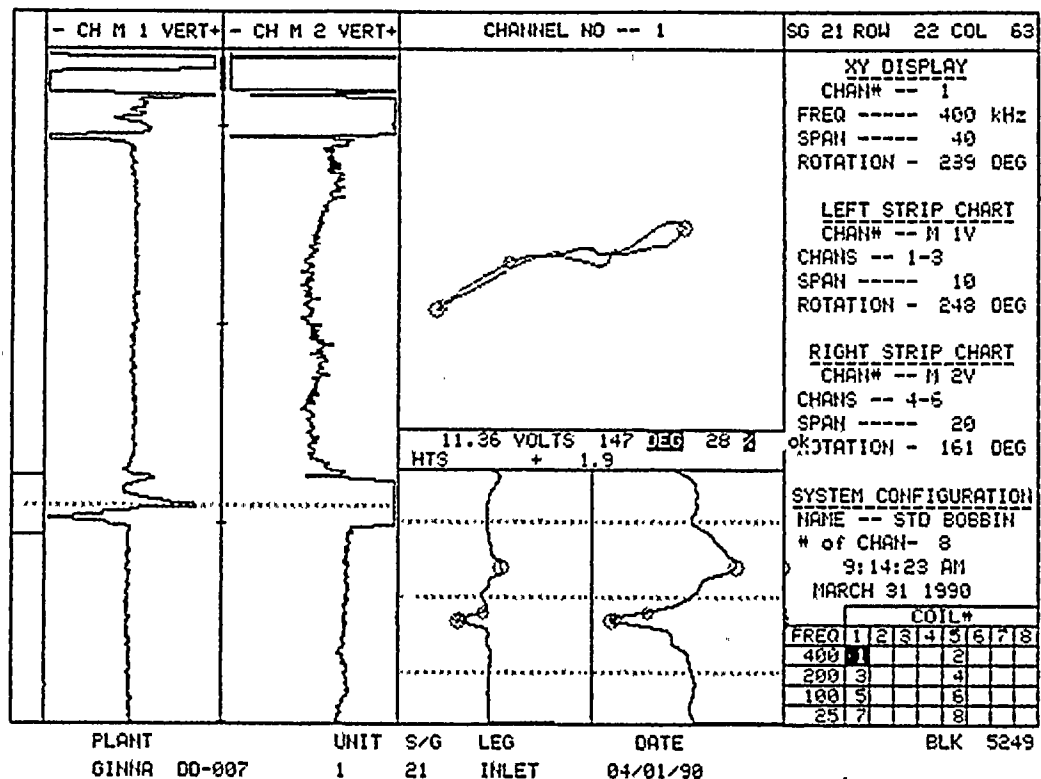 - CH M 1 VERT+
- CH M 2 VERT+
CHANNEL NO -- 1
SG 21 ROW 22 COL 63
XY DISPLAY
CHAN# -- 1
FREQ ----- 400 kHz
SPAN ----- 40
ROTATION - 239 DEG
LEFT STRIP CHART
CHAN# -- M 1V
CHANS -- 1-3
SPAN ----- 10
ROTATION - 248 DEG
RIGHT STRIP CHART
CHAN# -- M 2V
CHANS -- 4-6
SPAN ----- 20
ROTATION - 161 DEG
11.36 VOLTS 147 DEG 28 % ok
HTS + 1.9
SYSTEM CONFIGURATION
NAME -- STD BOBBIN
# of CHAN- 8
9:14:23 AM
MARCH 31 1990
COIL#
FREQ 1 2 3 4 5 6 7 8
400 1 2
200 3 4
100 5 6
25 7 8
PLANT UNIT S/G LEG DATE BLK 5249
GINNA DD-007 1 21 INLET 04/01/90